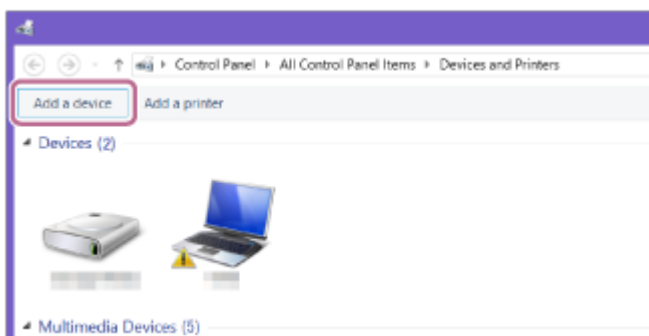 Control Panel All Control Panel Items Devices and Printers
Add a device Add a printer
Devices (2)
Multimedia Devices (5)